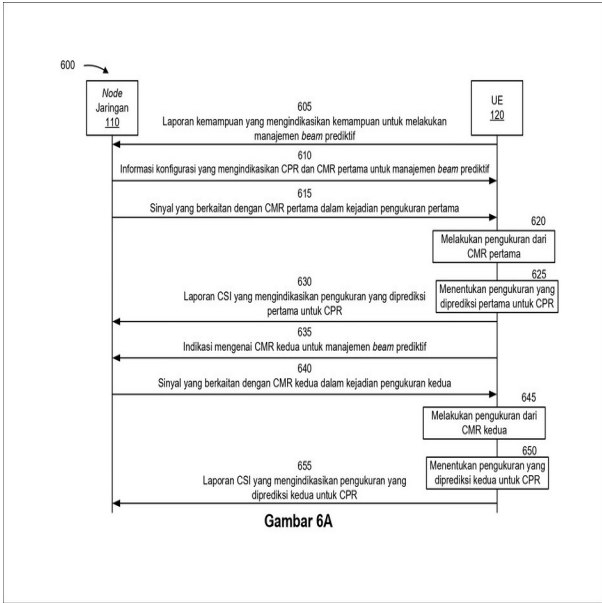 600
Node
Jaringan
110
UE
120
605
Laporan kemampuan yang mengindikasikan kemampuan untuk melakukan
manajemen beam prediktif
610
Informasi konfigurasi yang mengindikasikan CPR dan CMR pertama untuk manajemen beam prediktif
615
Sinyal yang berkaitan dengan CMR pertama dalam kejadian pengukuran pertama
620
Melakukan pengukuran dari
CMR pertama
625
Menentukan pengukuran yang
diprediksi pertama untuk CPR
630
Laporan CSI yang mengindikasikan pengukuran yang diprediksi
pertama untuk CPR
635
Indikasi mengenai CMR kedua untuk manajemen beam prediktif
640
Sinyal yang berkaitan dengan CMR kedua dalam kejadian pengukuran kedua
645
Melakukan pengukuran dari
CMR kedua
650
Menentukan pengukuran yang
diprediksi kedua untuk CPR
655
Laporan CSI yang mengindikasikan pengukuran yang
diprediksi kedua untuk CPR
Gambar 6A